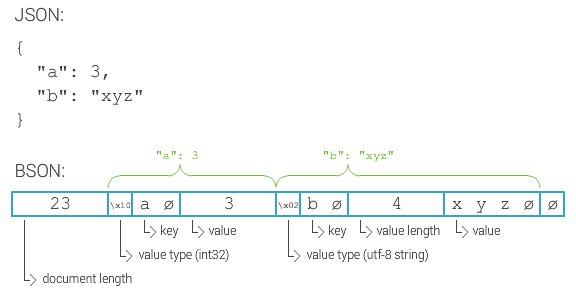 JSON:
{
"a": 3,
"b": "xyz"
}
"a": 3 "b": "xyz"
BSON:
23 \x10 a ∅ 3 \x02 b ∅ 4 x y z ∅ ∅
key value key value length value
value type (int32) value type (utf-8 string)
document length